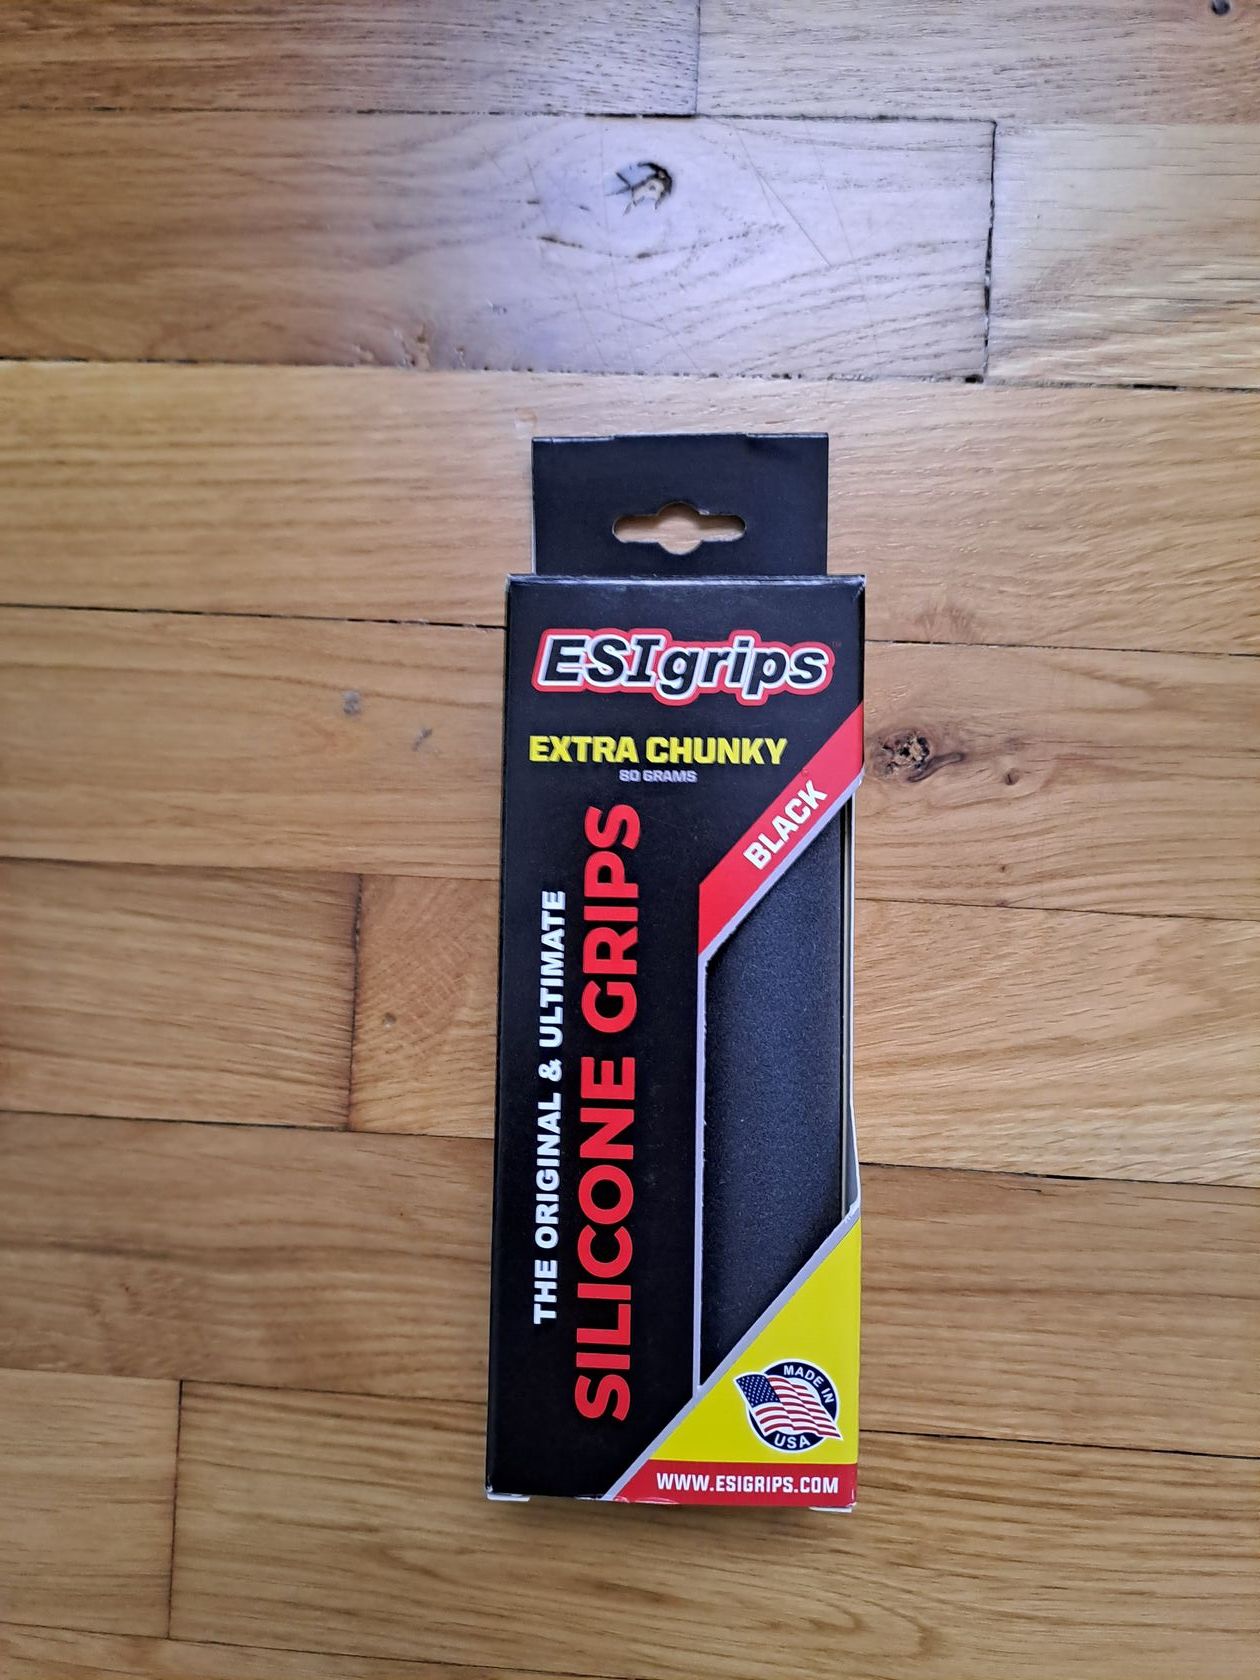 ESIgrips
EXTRA CHUNKY
80 GRAMS
BLACK
THE ORIGINAL & ULTIMATE
SILICONE GRIPS
MADE IN
USA
WWW.ESIGRIPS.COM